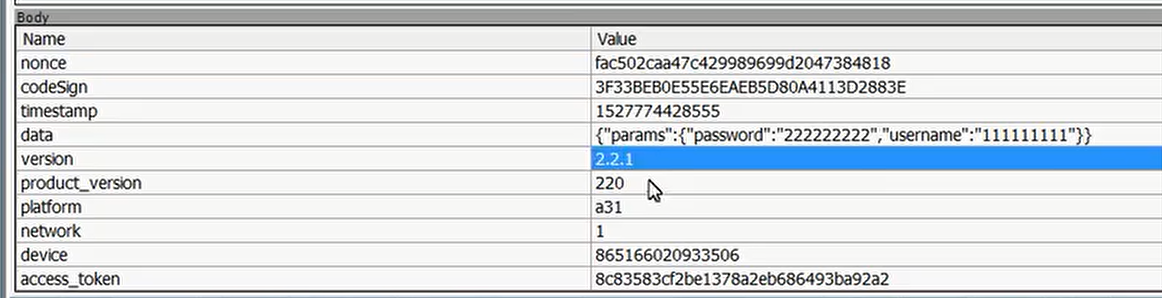 Body
Name Value
nonce fac502caa47c429989699d2047384818
codeSign 3F33BEB0E55E6EAEB5D80A4113D2883E
timestamp 1527774428555
data {"params":{"password":"222222222","username":"111111111"}}
version 2.2.1
product_version 220
platform a31
network 1
device 865166020933506
access_token 8c83583cf2be1378a2eb686493ba92a2